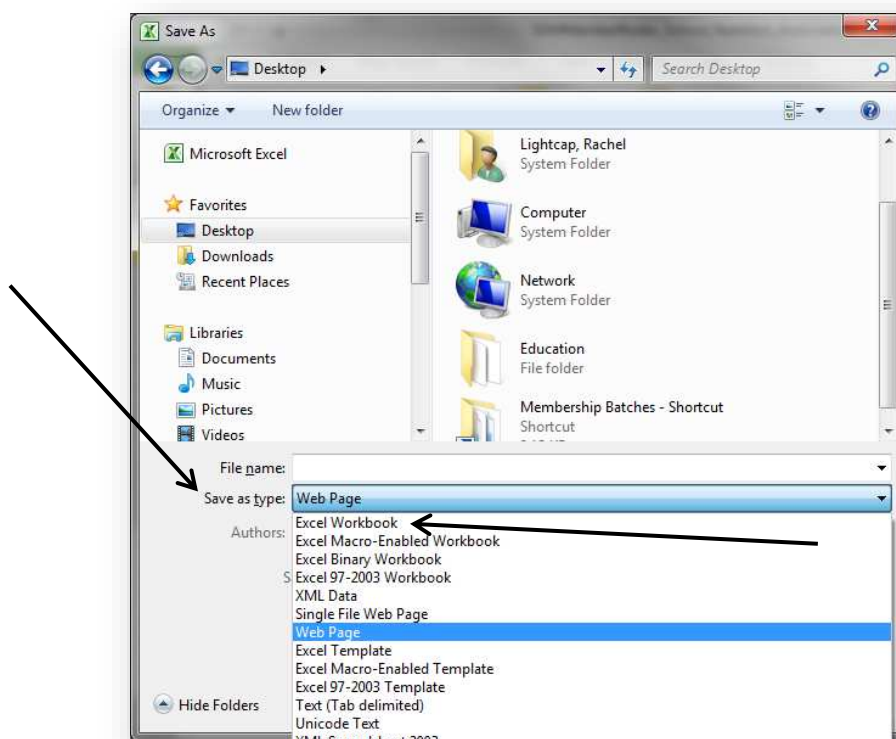 Save As
Desktop
Search Desktop
Organize
New folder
Microsoft Excel
Favorites
Desktop
Downloads
Recent Places
Libraries
Documents
Music
Pictures
Videos
Lightcap, Rachel
System Folder
Computer
System Folder
Network
System Folder
Education
File folder
Membership Batches - Shortcut
Shortcut
File name:
Save as type: Web Page
Authors:
Excel Workbook
Excel Macro-Enabled Workbook
Excel Binary Workbook
S Excel 97-2003 Workbook
XML Data
Single File Web Page
Web Page
Excel Template
Excel Macro-Enabled Template
Excel 97-2003 Template
Hide Folders
Text (Tab delimited)
Unicode Text